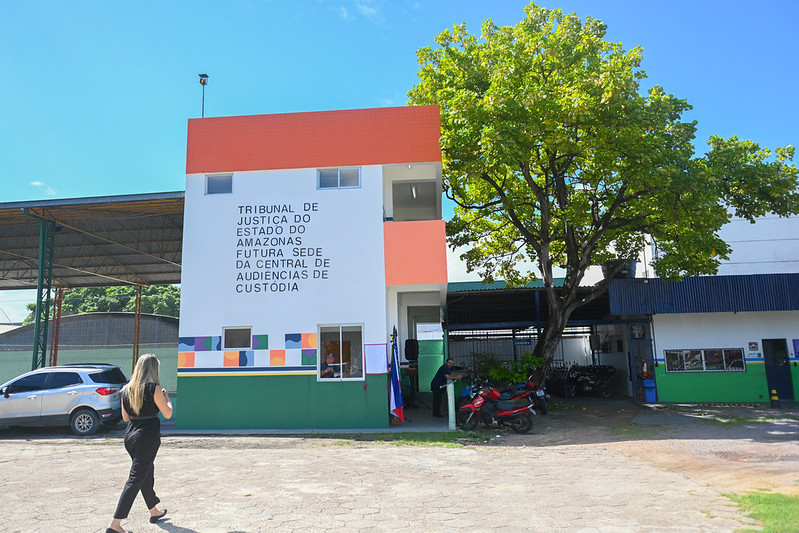 TRIBUNAL DE
JUSTIÇA DO
ESTADO DO
AMAZONAS
FUTURA SEDE
DA CENTRAL DE
AUDIÊNCIAS DE
CUSTÓDIA